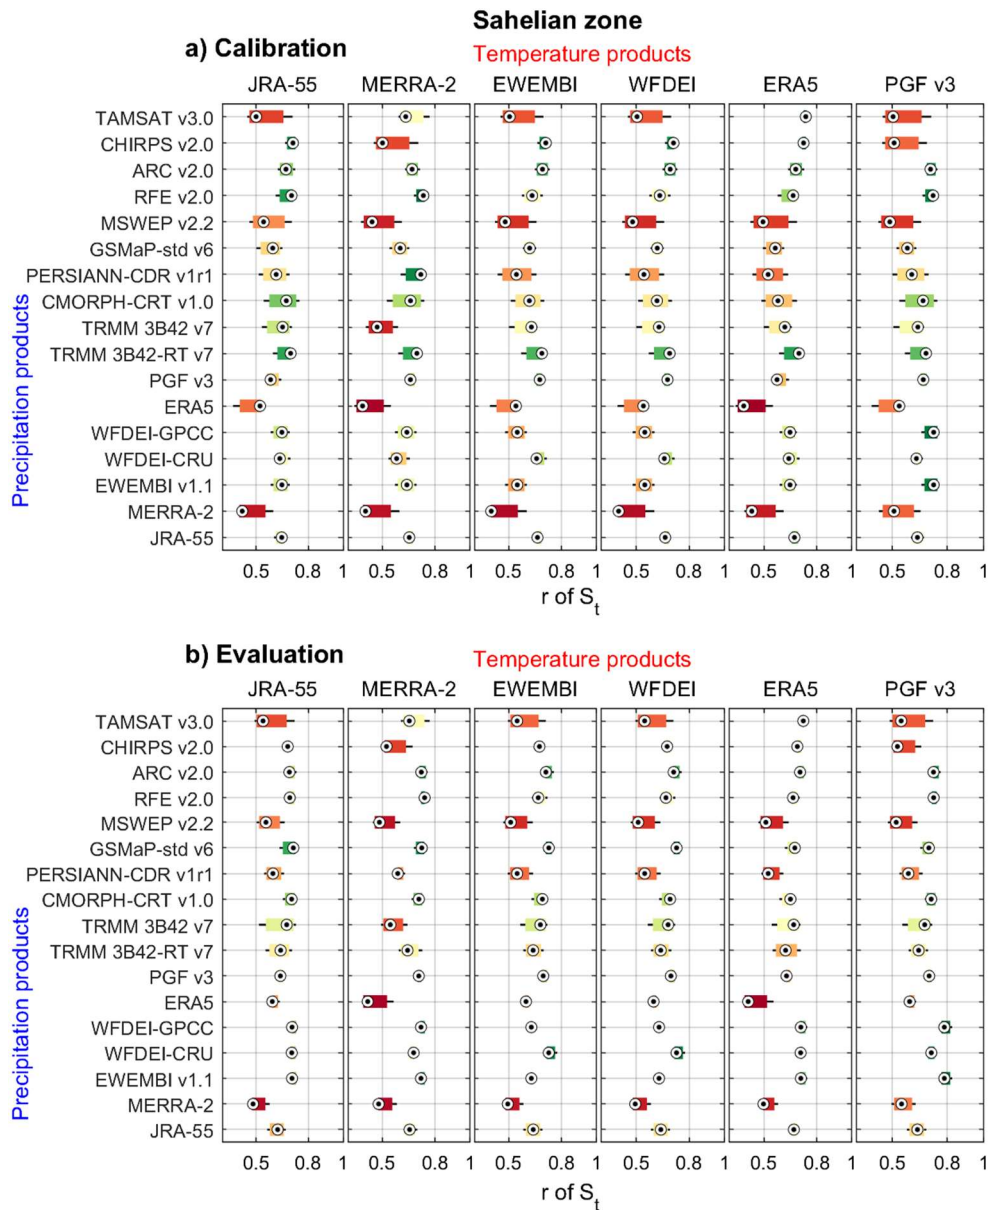 Sahelian zone
a) Calibration
Temperature products
JRA-55 MERRA-2 EWEMBI WFDEI ERA5 PGF v3
Precipitation products
TAMSAT v3.0
CHIRPS v2.0
ARC v2.0
RFE v2.0
MSWEP v2.2
GSMaP-std v6
PERSIANN-CDR v1r1
CMORPH-CRT v1.0
TRMM 3B42 v7
TRMM 3B42-RT v7
PGF v3
ERA5
WFDEI-GPCC
WFDEI-CRU
EWEMBI v1.1
MERRA-2
JRA-55
0.5 0.8 1 0.5 0.8 1 0.5 0.8 1 0.5 0.8 1 0.5 0.8 1 0.5 0.8 1
r of St
b) Evaluation
Temperature products
JRA-55 MERRA-2 EWEMBI WFDEI ERA5 PGF v3
Precipitation products
TAMSAT v3.0
CHIRPS v2.0
ARC v2.0
RFE v2.0
MSWEP v2.2
GSMaP-std v6
PERSIANN-CDR v1r1
CMORPH-CRT v1.0
TRMM 3B42 v7
TRMM 3B42-RT v7
PGF v3
ERA5
WFDEI-GPCC
WFDEI-CRU
EWEMBI v1.1
MERRA-2
JRA-55
0.5 0.8 1 0.5 0.8 1 0.5 0.8 1 0.5 0.8 1 0.5 0.8 1 0.5 0.8 1
r of St